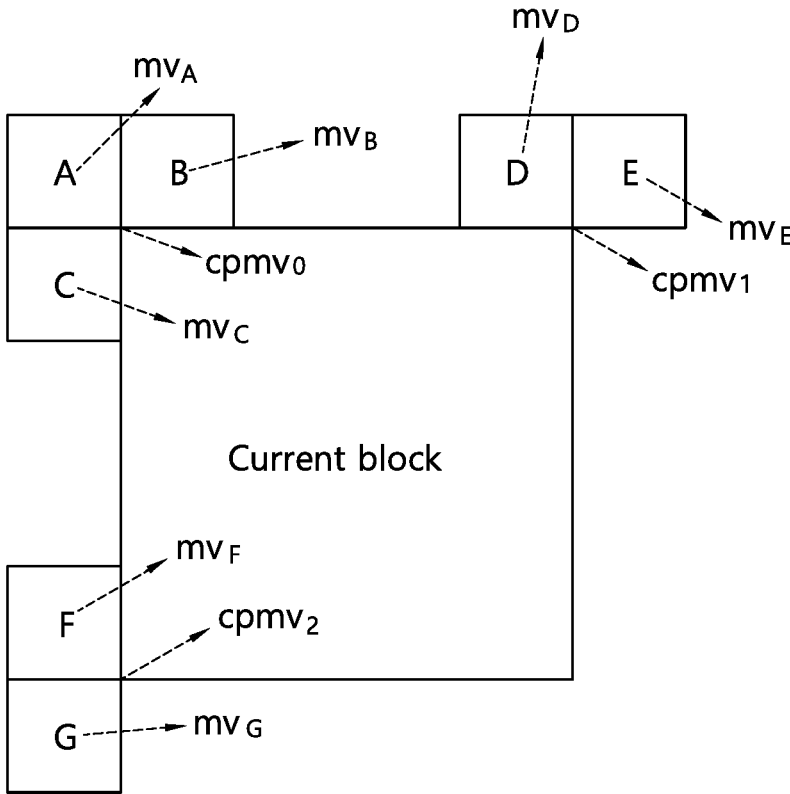 mvD
mvA
mvB
A
B
D
E
mvE
cpmv0
cpmv1
C
mvC
Current block
mvF
F
cpmv2
G
mvG